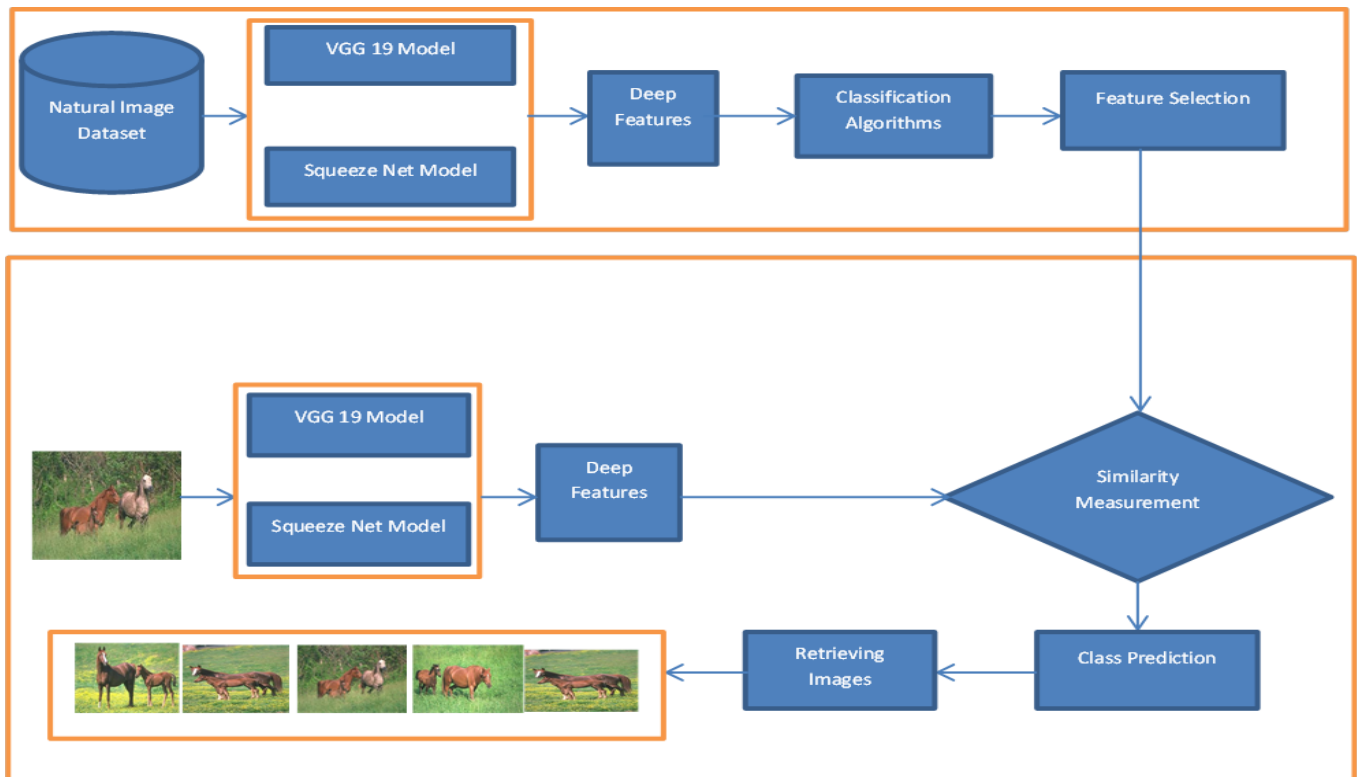 VGG 19 Model
Natural Image
Dataset
Deep
Features
Classification
Algorithms
Feature Selection
Squeeze Net Model
VGG 19 Model
Deep
Features
Similarity
Measurement
Squeeze Net Model
Retrieving
Images
Class Prediction